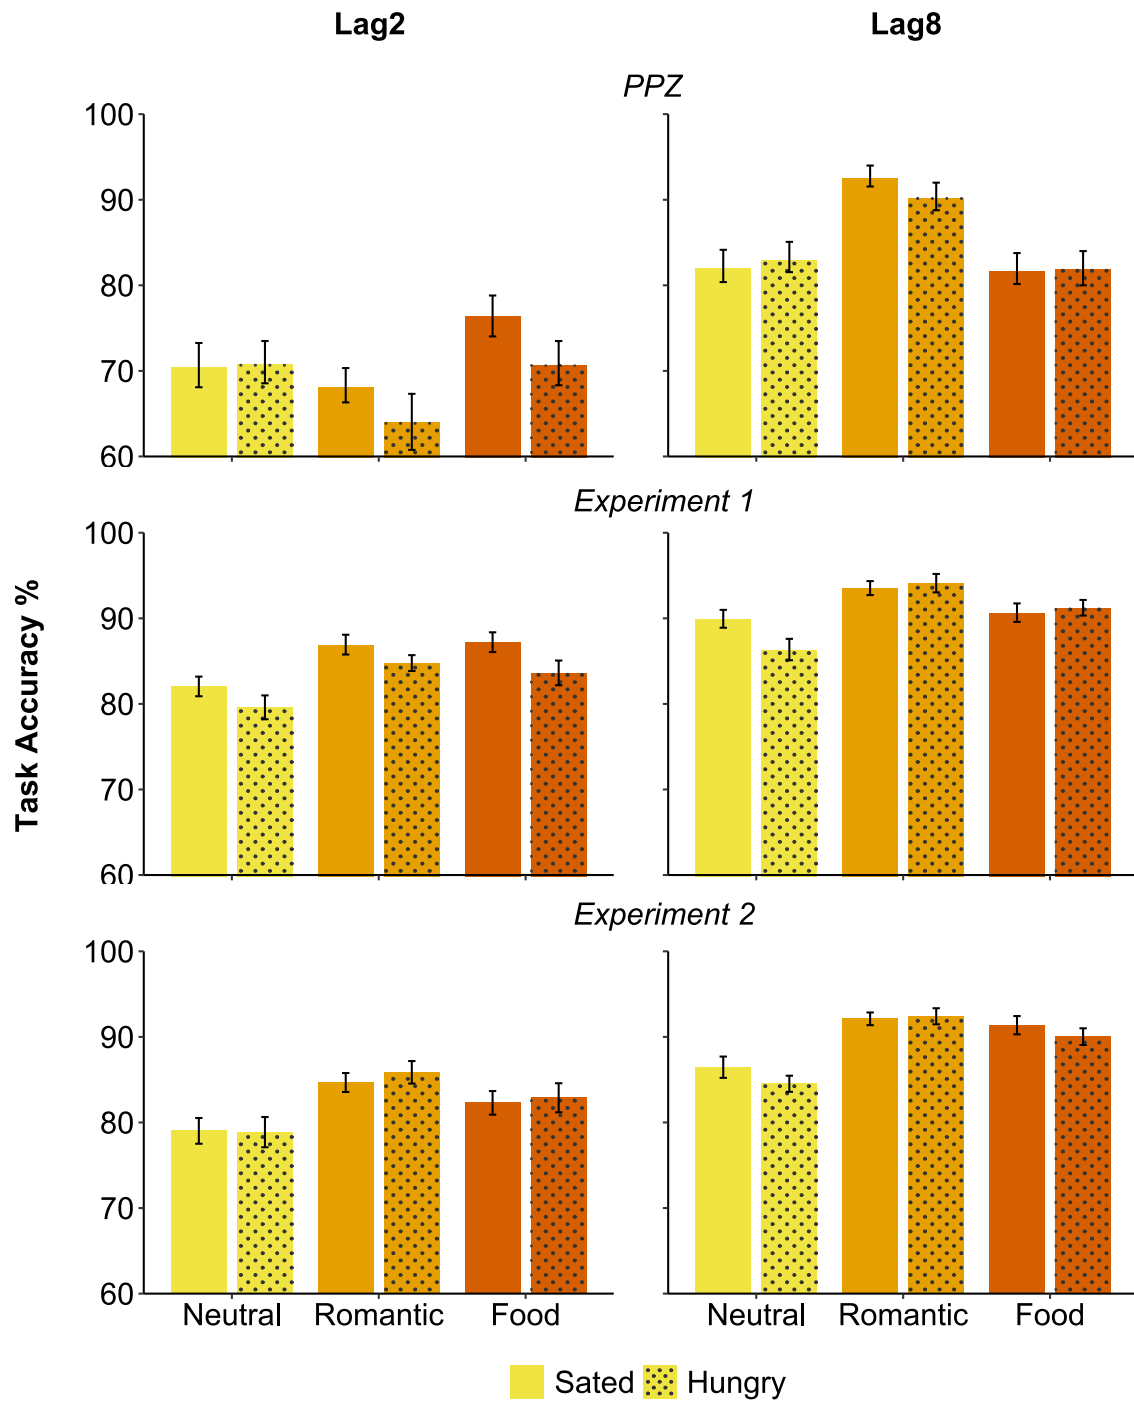 Lag2 Lag8
PPZ
100
90
80
70
60
Experiment 1
100
90
80
70
60
Task Accuracy %
Experiment 2
100
90
80
70
60
Neutral Romantic Food Neutral Romantic Food
Sated Hungry